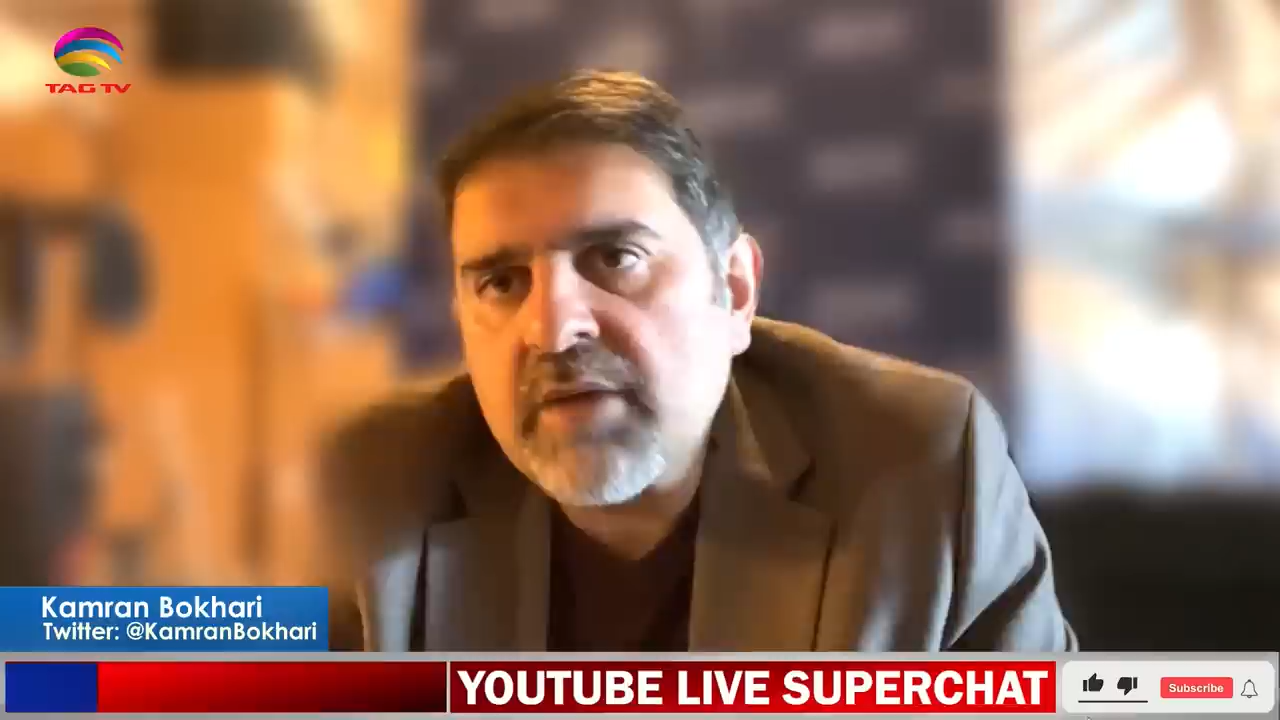 TAG TV
Kamran Bokhari
Twitter: @KamranBokhari
YOUTUBE LIVE SUPERCHAT
Subscribe